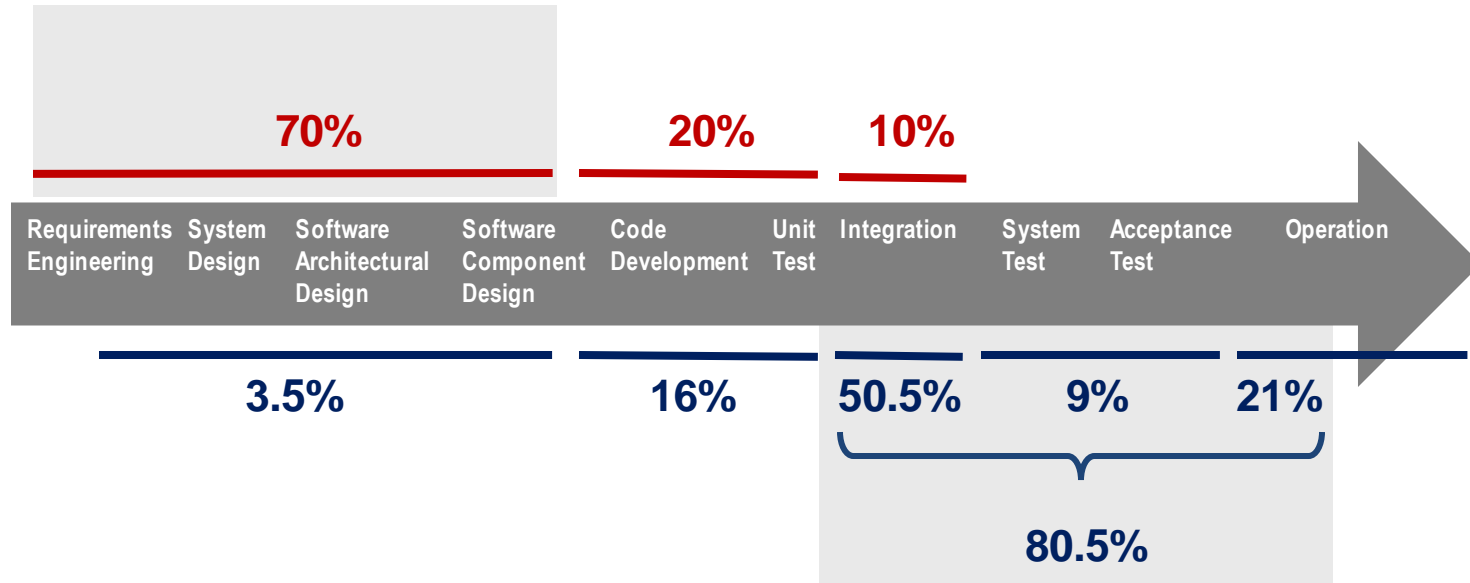 70%
20%
10%
Requirements
Engineering
System
Design
Software
Architectural
Design
Software
Component
Design
Code
Development
Unit
Test
Integration
System
Test
Acceptance
Test
Operation
3.5%
16%
50.5%
9%
21%
80.5%